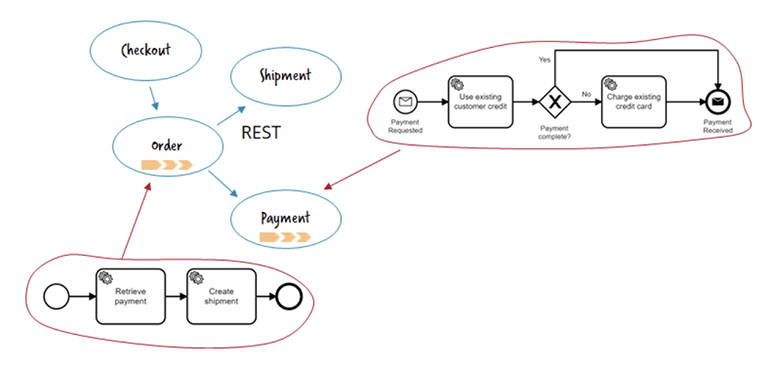 Checkout
Shipment
REST
Order
Payment
Yes
Use existing
customer credit
No
Charge existing
credit card
Payment
Requested
Payment
complete?
Payment
Received
Retrieve
payment
Create
shipment